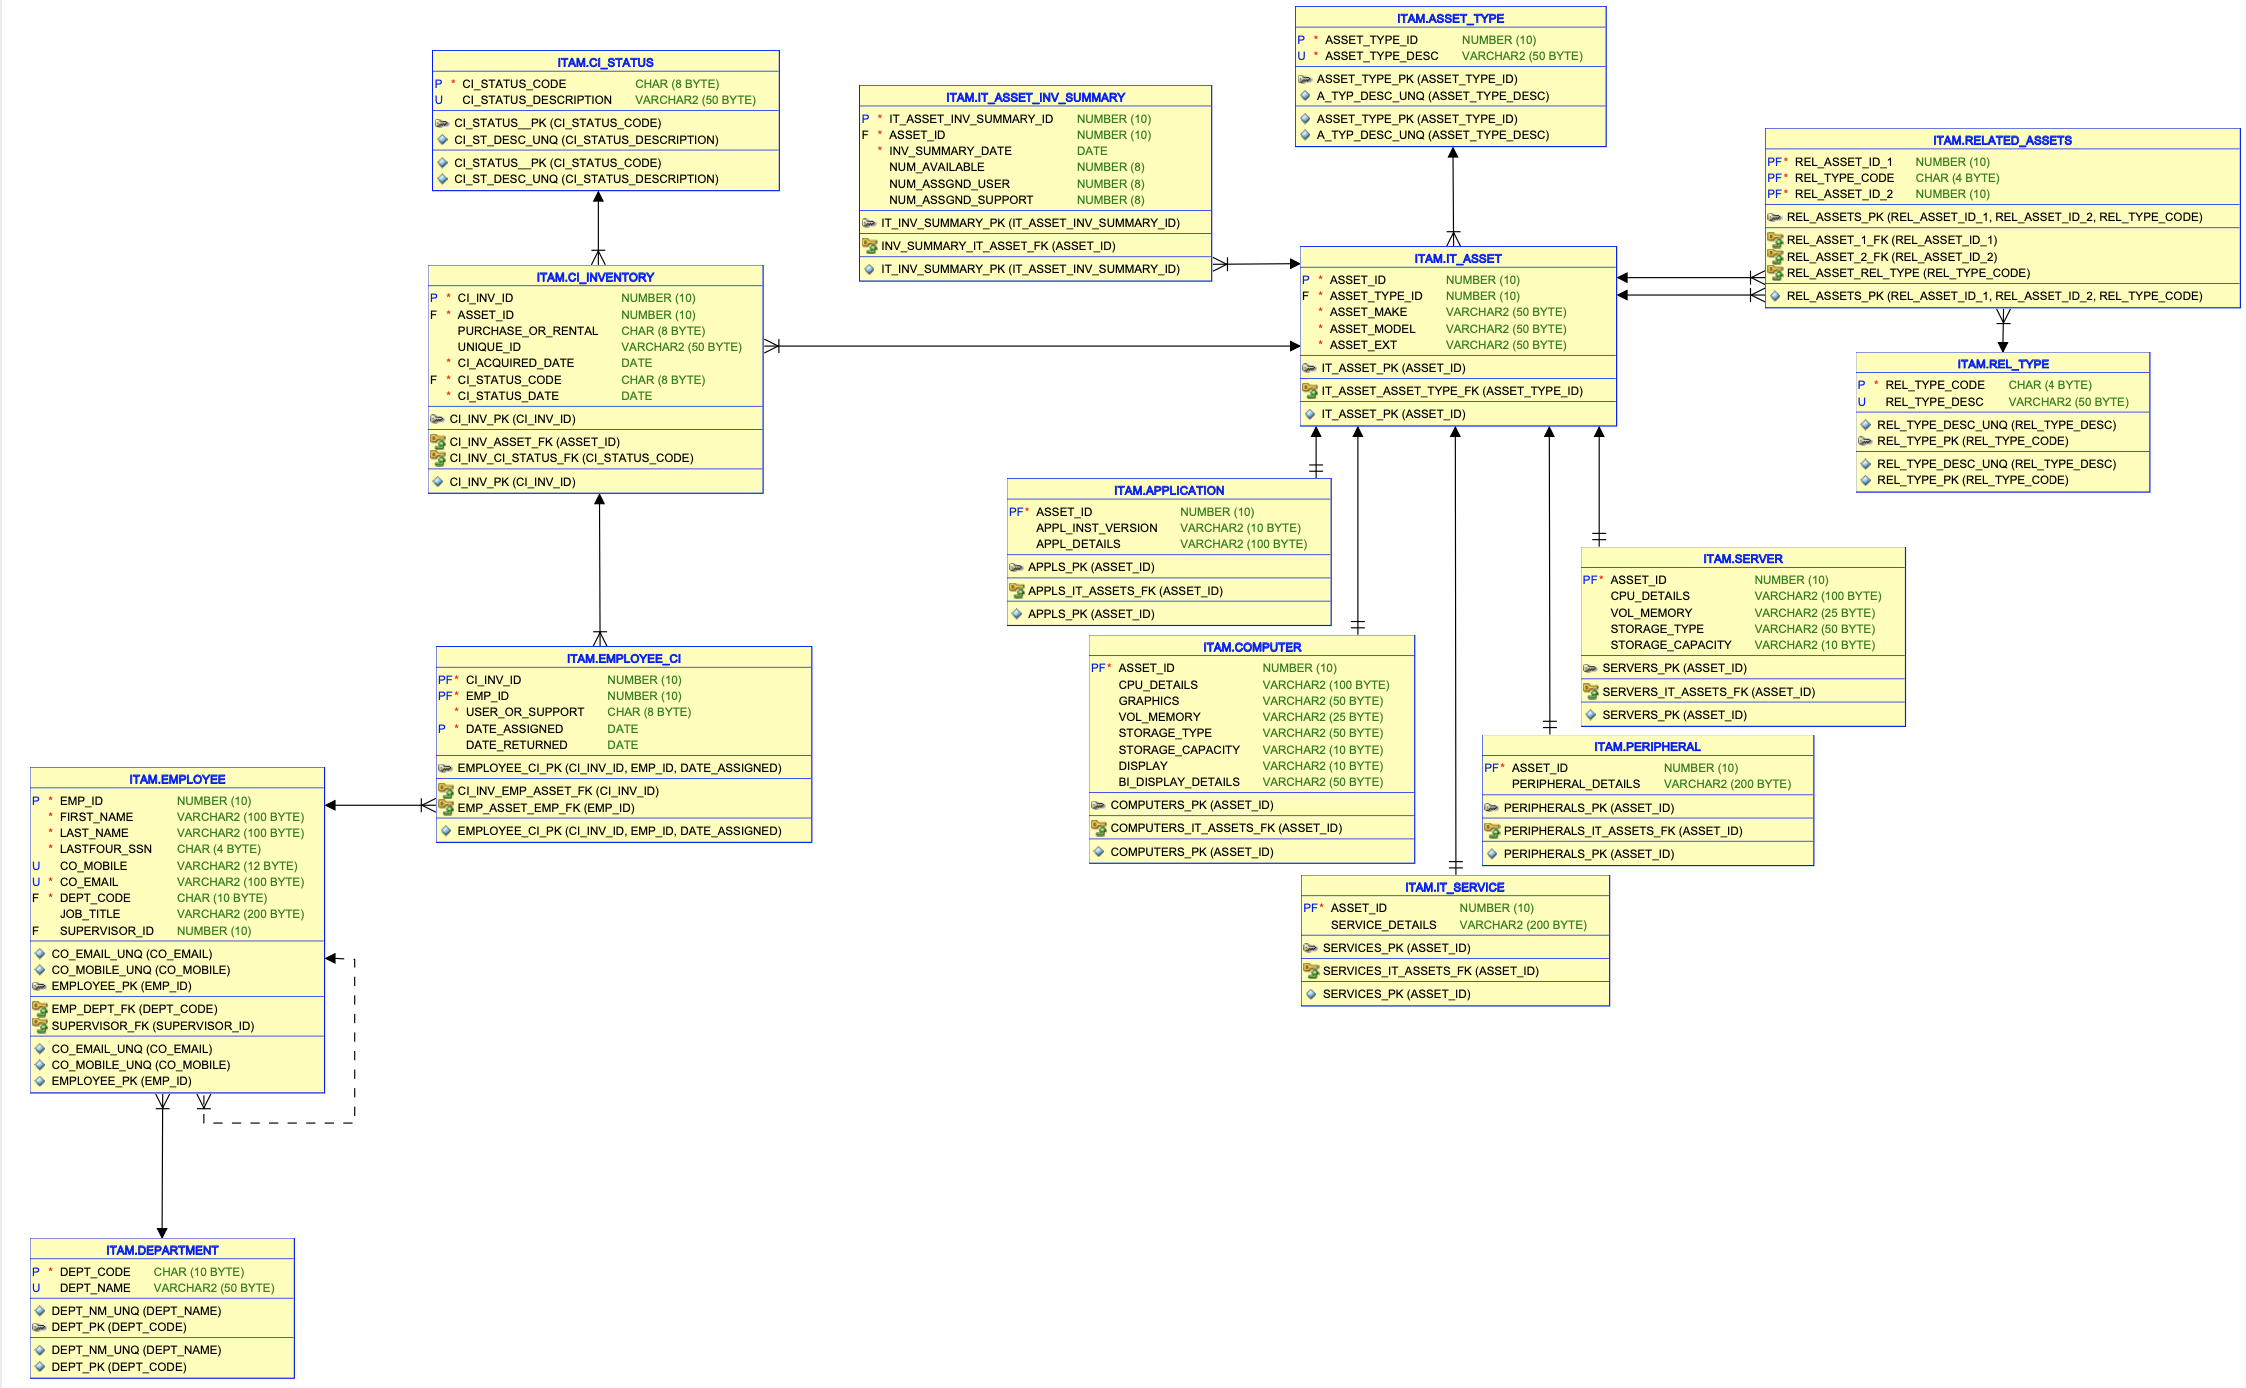 ITAM.ASSET_TYPE
P * ASSET_TYPE_ID NUMBER (10)
U * ASSET_TYPE_DESC VARCHAR2 (50 BYTE)
ASSET_TYPE_PK (ASSET_TYPE_ID)
A_TYP_DESC_UNQ (ASSET_TYPE_DESC)
ASSET_TYPE_PK (ASSET_TYPE_ID)
A_TYP_DESC_UNQ (ASSET_TYPE_DESC)
ITAM.CI_STATUS
P * CI_STATUS_CODE CHAR (8 BYTE)
U CI_STATUS_DESCRIPTION VARCHAR2 (50 BYTE)
CI_STATUS__PK (CI_STATUS_CODE)
CI_ST_DESC_UNQ (CI_STATUS_DESCRIPTION)
CI_STATUS__PK (CI_STATUS_CODE)
CI_ST_DESC_UNQ (CI_STATUS_DESCRIPTION)
ITAM.IT_ASSET_INV_SUMMARY
P * IT_ASSET_INV_SUMMARY_ID NUMBER (10)
F * ASSET_ID NUMBER (10)
* INV_SUMMARY_DATE DATE
NUM_AVAILABLE NUMBER (8)
NUM_ASSGND_USER NUMBER (8)
NUM_ASSGND_SUPPORT NUMBER (8)
IT_INV_SUMMARY_PK (IT_ASSET_INV_SUMMARY_ID)
INV_SUMMARY_IT_ASSET_FK (ASSET_ID)
IT_INV_SUMMARY_PK (IT_ASSET_INV_SUMMARY_ID)
ITAM.RELATED_ASSETS
PF * REL_ASSET_ID_1 NUMBER (10)
PF * REL_TYPE_CODE CHAR (4 BYTE)
PF * REL_ASSET_ID_2 NUMBER (10)
REL_ASSETS_PK (REL_ASSET_ID_1, REL_ASSET_ID_2, REL_TYPE_CODE)
REL_ASSET_1_FK (REL_ASSET_ID_1)
REL_ASSET_2_FK (REL_ASSET_ID_2)
REL_ASSET_REL_TYPE (REL_TYPE_CODE)
REL_ASSETS_PK (REL_ASSET_ID_1, REL_ASSET_ID_2, REL_TYPE_CODE)
ITAM.CI_INVENTORY
P * CI_INV_ID NUMBER (10)
F * ASSET_ID NUMBER (10)
PURCHASE_OR_RENTAL CHAR (8 BYTE)
UNIQUE_ID VARCHAR2 (50 BYTE)
* CI_ACQUIRED_DATE DATE
F * CI_STATUS_CODE CHAR (8 BYTE)
* CI_STATUS_DATE DATE
CI_INV_PK (CI_INV_ID)
CI_INV_ASSET_FK (ASSET_ID)
CI_INV_CI_STATUS_FK (CI_STATUS_CODE)
CI_INV_PK (CI_INV_ID)
ITAM.IT_ASSET
P * ASSET_ID NUMBER (10)
F * ASSET_TYPE_ID NUMBER (10)
* ASSET_MAKE VARCHAR2 (50 BYTE)
* ASSET_MODEL VARCHAR2 (50 BYTE)
* ASSET_EXT VARCHAR2 (50 BYTE)
IT_ASSET_PK (ASSET_ID)
IT_ASSET_ASSET_TYPE_FK (ASSET_TYPE_ID)
IT_ASSET_PK (ASSET_ID)
ITAM.REL_TYPE
P * REL_TYPE_CODE CHAR (4 BYTE)
U REL_TYPE_DESC VARCHAR2 (50 BYTE)
REL_TYPE_DESC_UNQ (REL_TYPE_DESC)
REL_TYPE_PK (REL_TYPE_CODE)
REL_TYPE_DESC_UNQ (REL_TYPE_DESC)
REL_TYPE_PK (REL_TYPE_CODE)
ITAM.APPLICATION
PF * ASSET_ID NUMBER (10)
APPL_INST_VERSION VARCHAR2 (10 BYTE)
APPL_DETAILS VARCHAR2 (100 BYTE)
APPLS_PK (ASSET_ID)
APPLS_IT_ASSETS_FK (ASSET_ID)
APPLS_PK (ASSET_ID)
ITAM.SERVER
PF * ASSET_ID NUMBER (10)
CPU_DETAILS VARCHAR2 (100 BYTE)
VOL_MEMORY VARCHAR2 (25 BYTE)
STORAGE_TYPE VARCHAR2 (50 BYTE)
STORAGE_CAPACITY VARCHAR2 (10 BYTE)
SERVERS_PK (ASSET_ID)
SERVERS_IT_ASSETS_FK (ASSET_ID)
SERVERS_PK (ASSET_ID)
ITAM.COMPUTER
PF * ASSET_ID NUMBER (10)
CPU_DETAILS VARCHAR2 (100 BYTE)
GRAPHICS VARCHAR2 (50 BYTE)
VOL_MEMORY VARCHAR2 (25 BYTE)
STORAGE_TYPE VARCHAR2 (50 BYTE)
STORAGE_CAPACITY VARCHAR2 (10 BYTE)
DISPLAY VARCHAR2 (10 BYTE)
BI_DISPLAY_DETAILS VARCHAR2 (50 BYTE)
COMPUTERS_PK (ASSET_ID)
COMPUTERS_IT_ASSETS_FK (ASSET_ID)
COMPUTERS_PK (ASSET_ID)
ITAM.EMPLOYEE_CI
PF * CI_INV_ID NUMBER (10)
PF * EMP_ID NUMBER (10)
* USER_OR_SUPPORT CHAR (8 BYTE)
P * DATE_ASSIGNED DATE
DATE_RETURNED DATE
EMPLOYEE_CI_PK (CI_INV_ID, EMP_ID, DATE_ASSIGNED)
CI_INV_EMP_ASSET_FK (CI_INV_ID)
EMP_ASSET_EMP_FK (EMP_ID)
EMPLOYEE_CI_PK (CI_INV_ID, EMP_ID, DATE_ASSIGNED)
ITAM.PERIPHERAL
PF * ASSET_ID NUMBER (10)
PERIPHERAL_DETAILS VARCHAR2 (200 BYTE)
PERIPHERALS_PK (ASSET_ID)
PERIPHERALS_IT_ASSETS_FK (ASSET_ID)
PERIPHERALS_PK (ASSET_ID)
ITAM.EMPLOYEE
P * EMP_ID NUMBER (10)
* FIRST_NAME VARCHAR2 (100 BYTE)
* LAST_NAME VARCHAR2 (100 BYTE)
* LASTFOUR_SSN CHAR (4 BYTE)
U CO_MOBILE VARCHAR2 (12 BYTE)
U * CO_EMAIL VARCHAR2 (100 BYTE)
F * DEPT_CODE CHAR (10 BYTE)
JOB_TITLE VARCHAR2 (200 BYTE)
F SUPERVISOR_ID NUMBER (10)
CO_EMAIL_UNQ (CO_EMAIL)
CO_MOBILE_UNQ (CO_MOBILE)
EMPLOYEE_PK (EMP_ID)
EMP_DEPT_FK (DEPT_CODE)
SUPERVISOR_FK (SUPERVISOR_ID)
CO_EMAIL_UNQ (CO_EMAIL)
CO_MOBILE_UNQ (CO_MOBILE)
EMPLOYEE_PK (EMP_ID)
ITAM.IT_SERVICE
PF * ASSET_ID NUMBER (10)
SERVICE_DETAILS VARCHAR2 (200 BYTE)
SERVICES_PK (ASSET_ID)
SERVICES_IT_ASSETS_FK (ASSET_ID)
SERVICES_PK (ASSET_ID)
ITAM.DEPARTMENT
P * DEPT_CODE CHAR (10 BYTE)
U DEPT_NAME VARCHAR2 (50 BYTE)
DEPT_NM_UNQ (DEPT_NAME)
DEPT_PK (DEPT_CODE)
DEPT_NM_UNQ (DEPT_NAME)
DEPT_PK (DEPT_CODE)